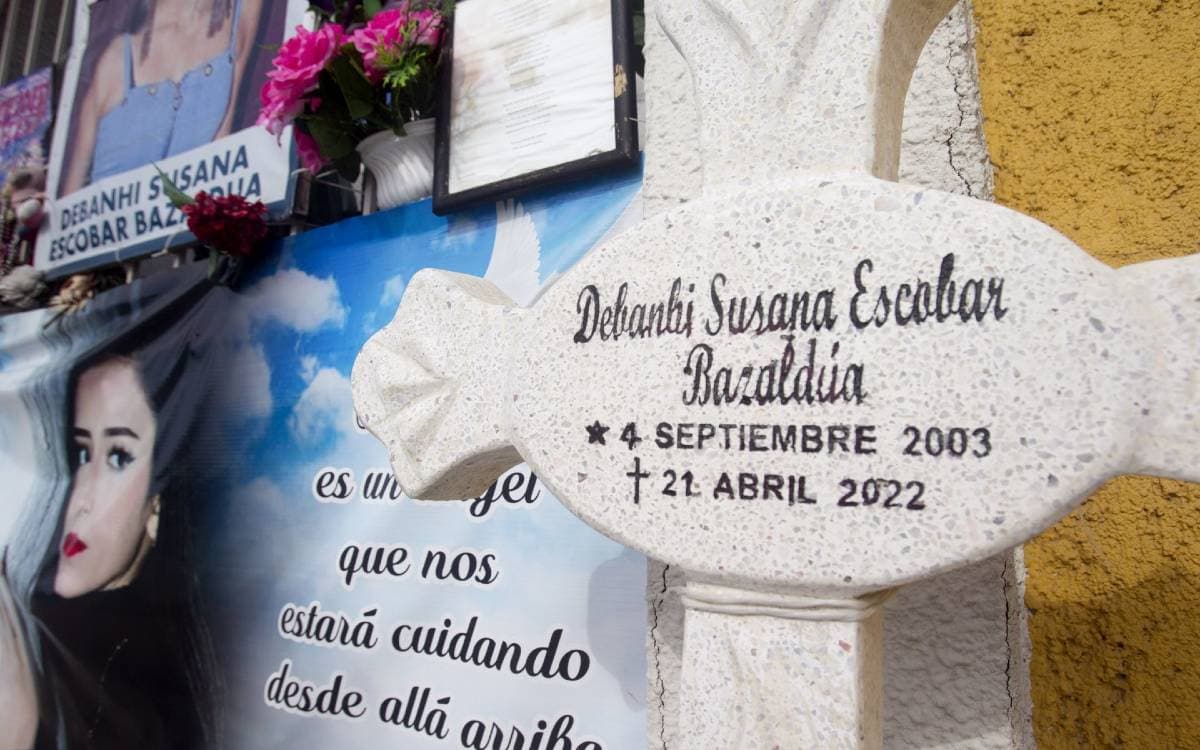 DEBANHI SUSANA
ESCOBAR
Debanhi Susana Escobar
Bazaldúa
★ 4 SEPTIEMBRE 2003
† 21 ABRIL 2022
es un
que nos
estará cuidando
desde allá arriba